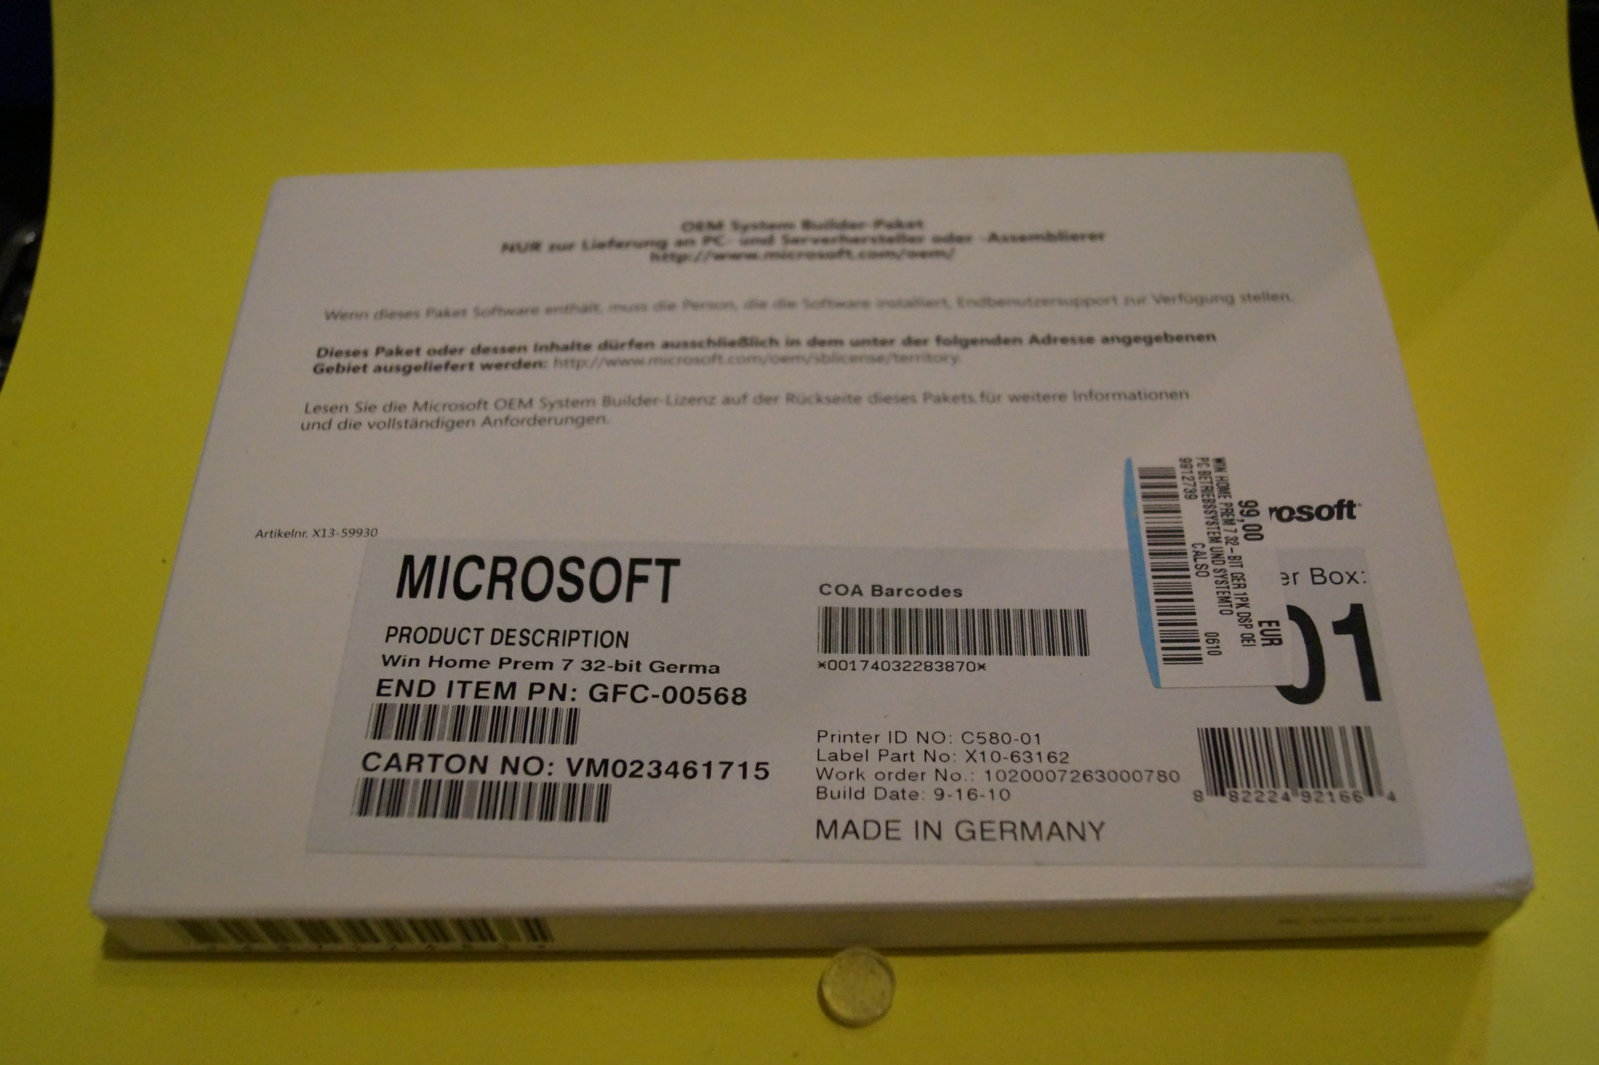 OEM System Builder-Paket
NUR zur Lieferung an PC- und Serverhersteller oder -Assemblierer
http://www.microsoft.com/oem/
Wenn dieses Paket Software enthält, muss die Person, die die Software installiert, Endbenutzersupport zur Verfügung stellen.
Dieses Paket oder dessen Inhalte dürfen ausschließlich in dem unter der folgenden Adresse angegebenen
Gebiet ausgeliefert werden: http://www.microsoft.com/oem/sblicense/territory.
Lesen Sie die Microsoft OEM System Builder-Lizenz auf der Rückseite dieses Pakets für weitere Informationen
und die vollständigen Anforderungen.
Artikelnr. X13-59930
MICROSOFT
PRODUCT DESCRIPTION
Win Home Prem 7 32-bit Germa
END ITEM PN: GFC-00568
CARTON NO: VM023461715
COA Barcodes
*00174032283870*
Printer ID NO: C580-01
Label Part No: X10-63162
Work order No.: 1020007263000780
Build Date: 9-16-10
MADE IN GERMANY
rosoft
er Box:
01
8 82224 92166 4
EUR
99,00
WIN HOME PREM 7 32-BIT GER 1PK DSP OEI
PC BETRIEBSSYSTEM UND SYSTEMTO
CALSO 0610
9912739